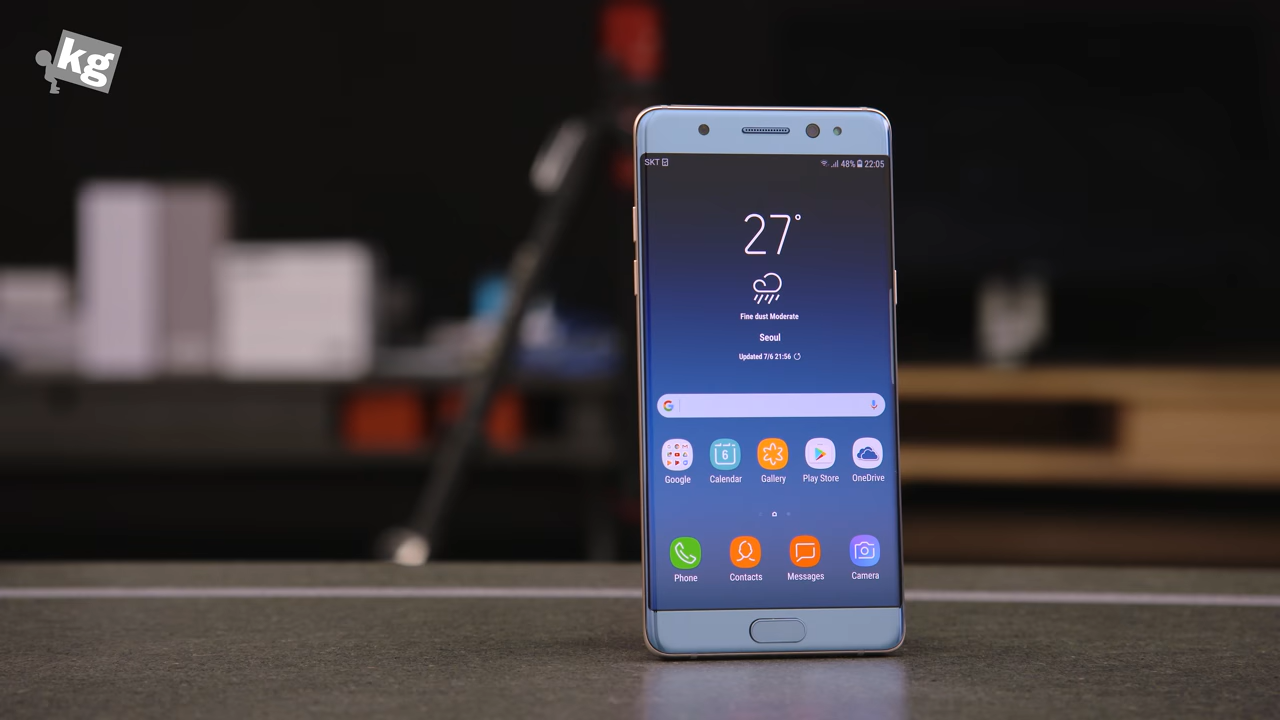 kg
SKT
48% 22:05
27°
Fine dust Moderate
Seoul
Updated 7/6 21:56
G
6
Google Calendar Gallery Play Store OneDrive
Phone Contacts Messages Camera